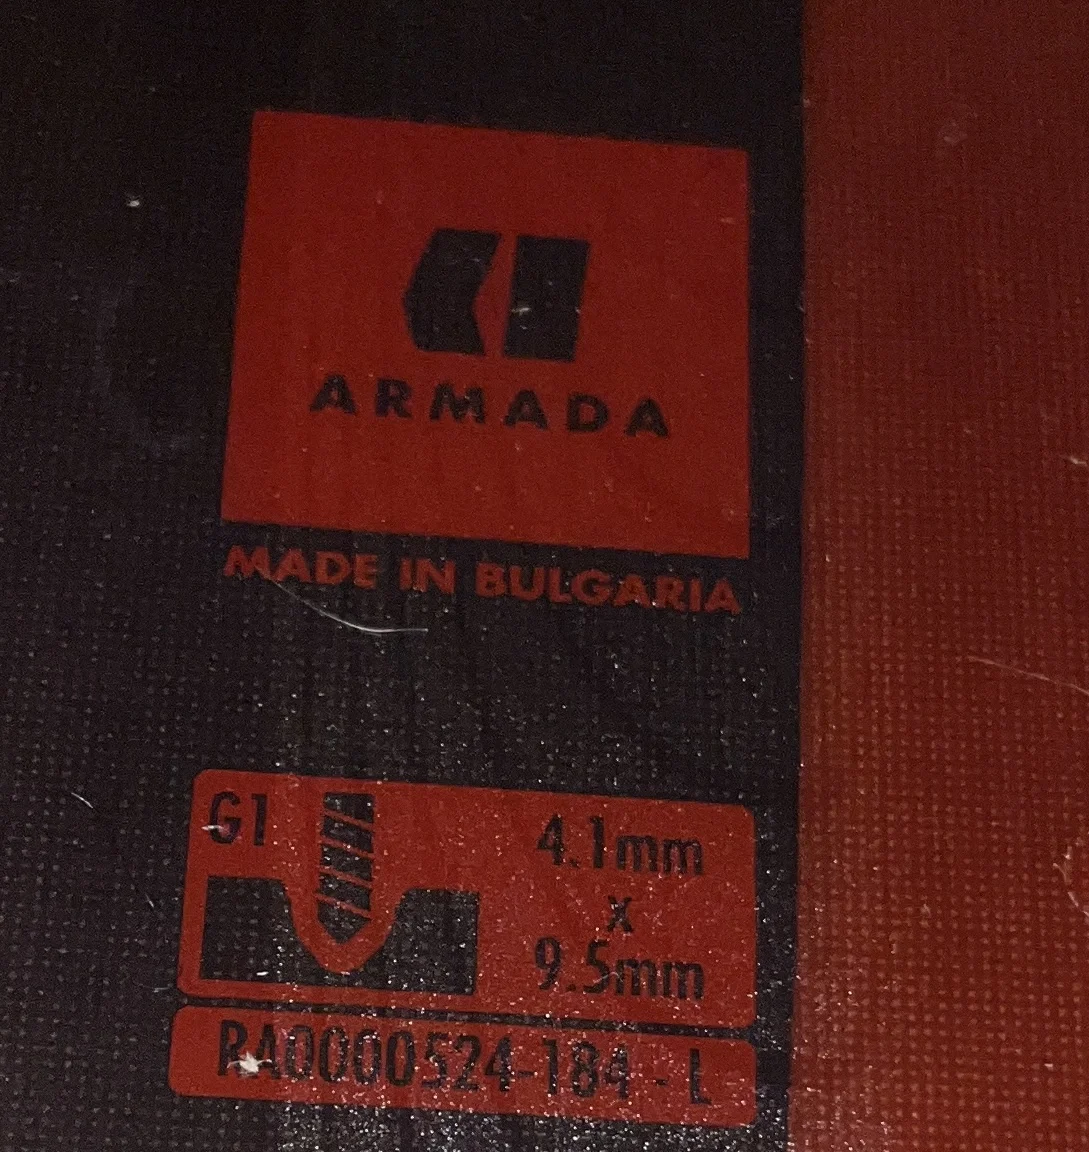 ARMADA
MADE IN BULGARIA
G1
4.1mm
x
9.5mm
RA0000524-184 - L